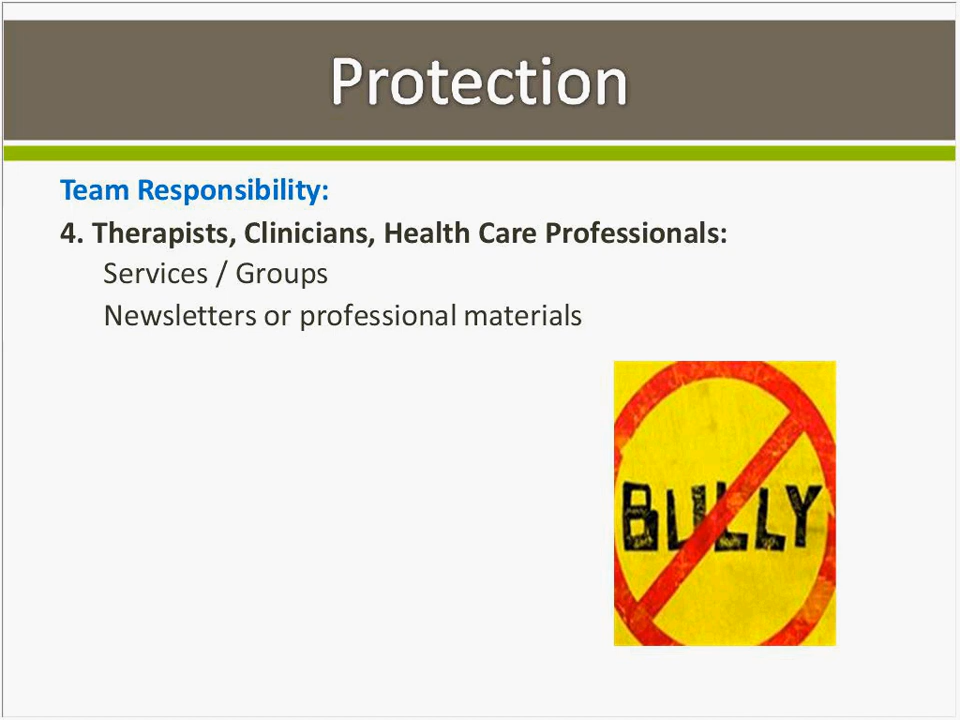 Protection
Team Responsibility:
4. Therapists, Clinicians, Health Care Professionals:
Services / Groups
Newsletters or professional materials
BULLY